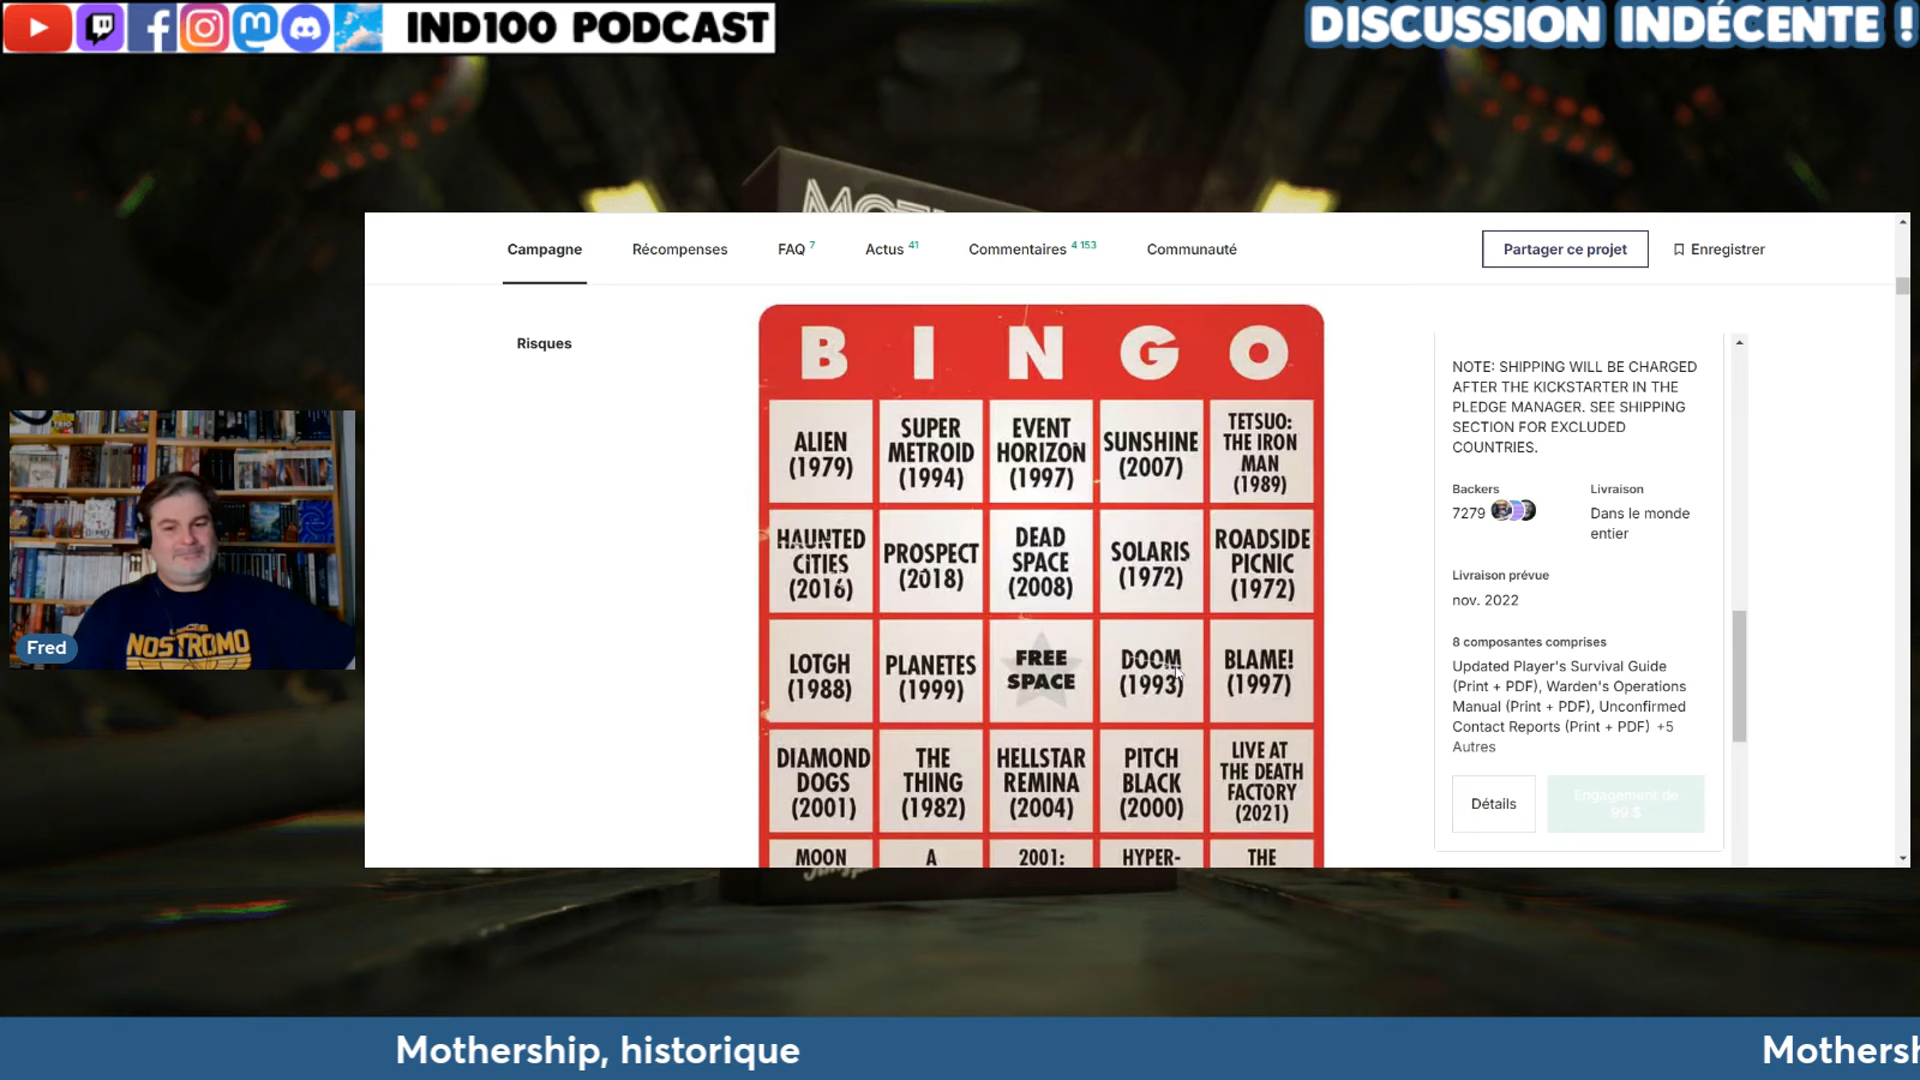 IND100 PODCAST
DISCUSSION INDÉCENTE !
Campagne
Récompenses
FAQ 7
Actus 41
Commentaires 4 153
Communauté
Partager ce projet
Enregistrer
Risques
B I N G O
ALIEN
(1979)
SUPER
METROID
(1994)
EVENT
HORIZON
(1997)
SUNSHINE
(2007)
TETSUO:
THE IRON
MAN
(1989)
HAUNTED
CITIES
(2016)
PROSPECT
(2018)
DEAD
SPACE
(2008)
SOLARIS
(1972)
ROADSIDE
PICNIC
(1972)
LOTGH
(1988)
PLANETES
(1999)
FREE
SPACE
DOOM
(1993)
BLAME!
(1997)
DIAMOND
DOGS
(2001)
THE
THING
(1982)
HELLSTAR
REMINA
(2004)
PITCH
BLACK
(2000)
LIVE AT
THE DEATH
FACTORY
(2021)
MOON
A
2001:
HYPER-
THE
NOTE: SHIPPING WILL BE CHARGED
AFTER THE KICKSTARTER IN THE
PLEDGE MANAGER. SEE SHIPPING
SECTION FOR EXCLUDED
COUNTRIES.
Backers
7279
Livraison
Dans le monde
entier
Livraison prévue
nov. 2022
8 composantes comprises
Updated Player's Survival Guide
(Print + PDF), Warden's Operations
Manual (Print + PDF), Unconfirmed
Contact Reports (Print + PDF) +5
Autres
Détails
Engagement de
99 $
NOSTROMO
Fred
Mothership, historique
Mothersh